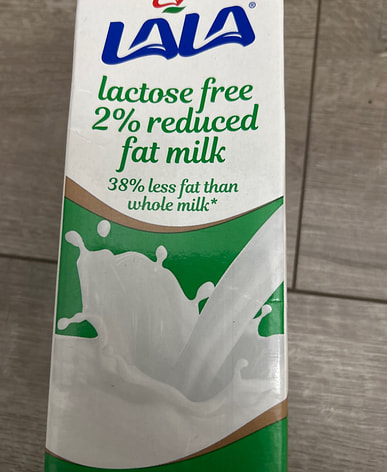 LALA®
lactose free
2% reduced
fat milk
38% less fat than
whole milk*